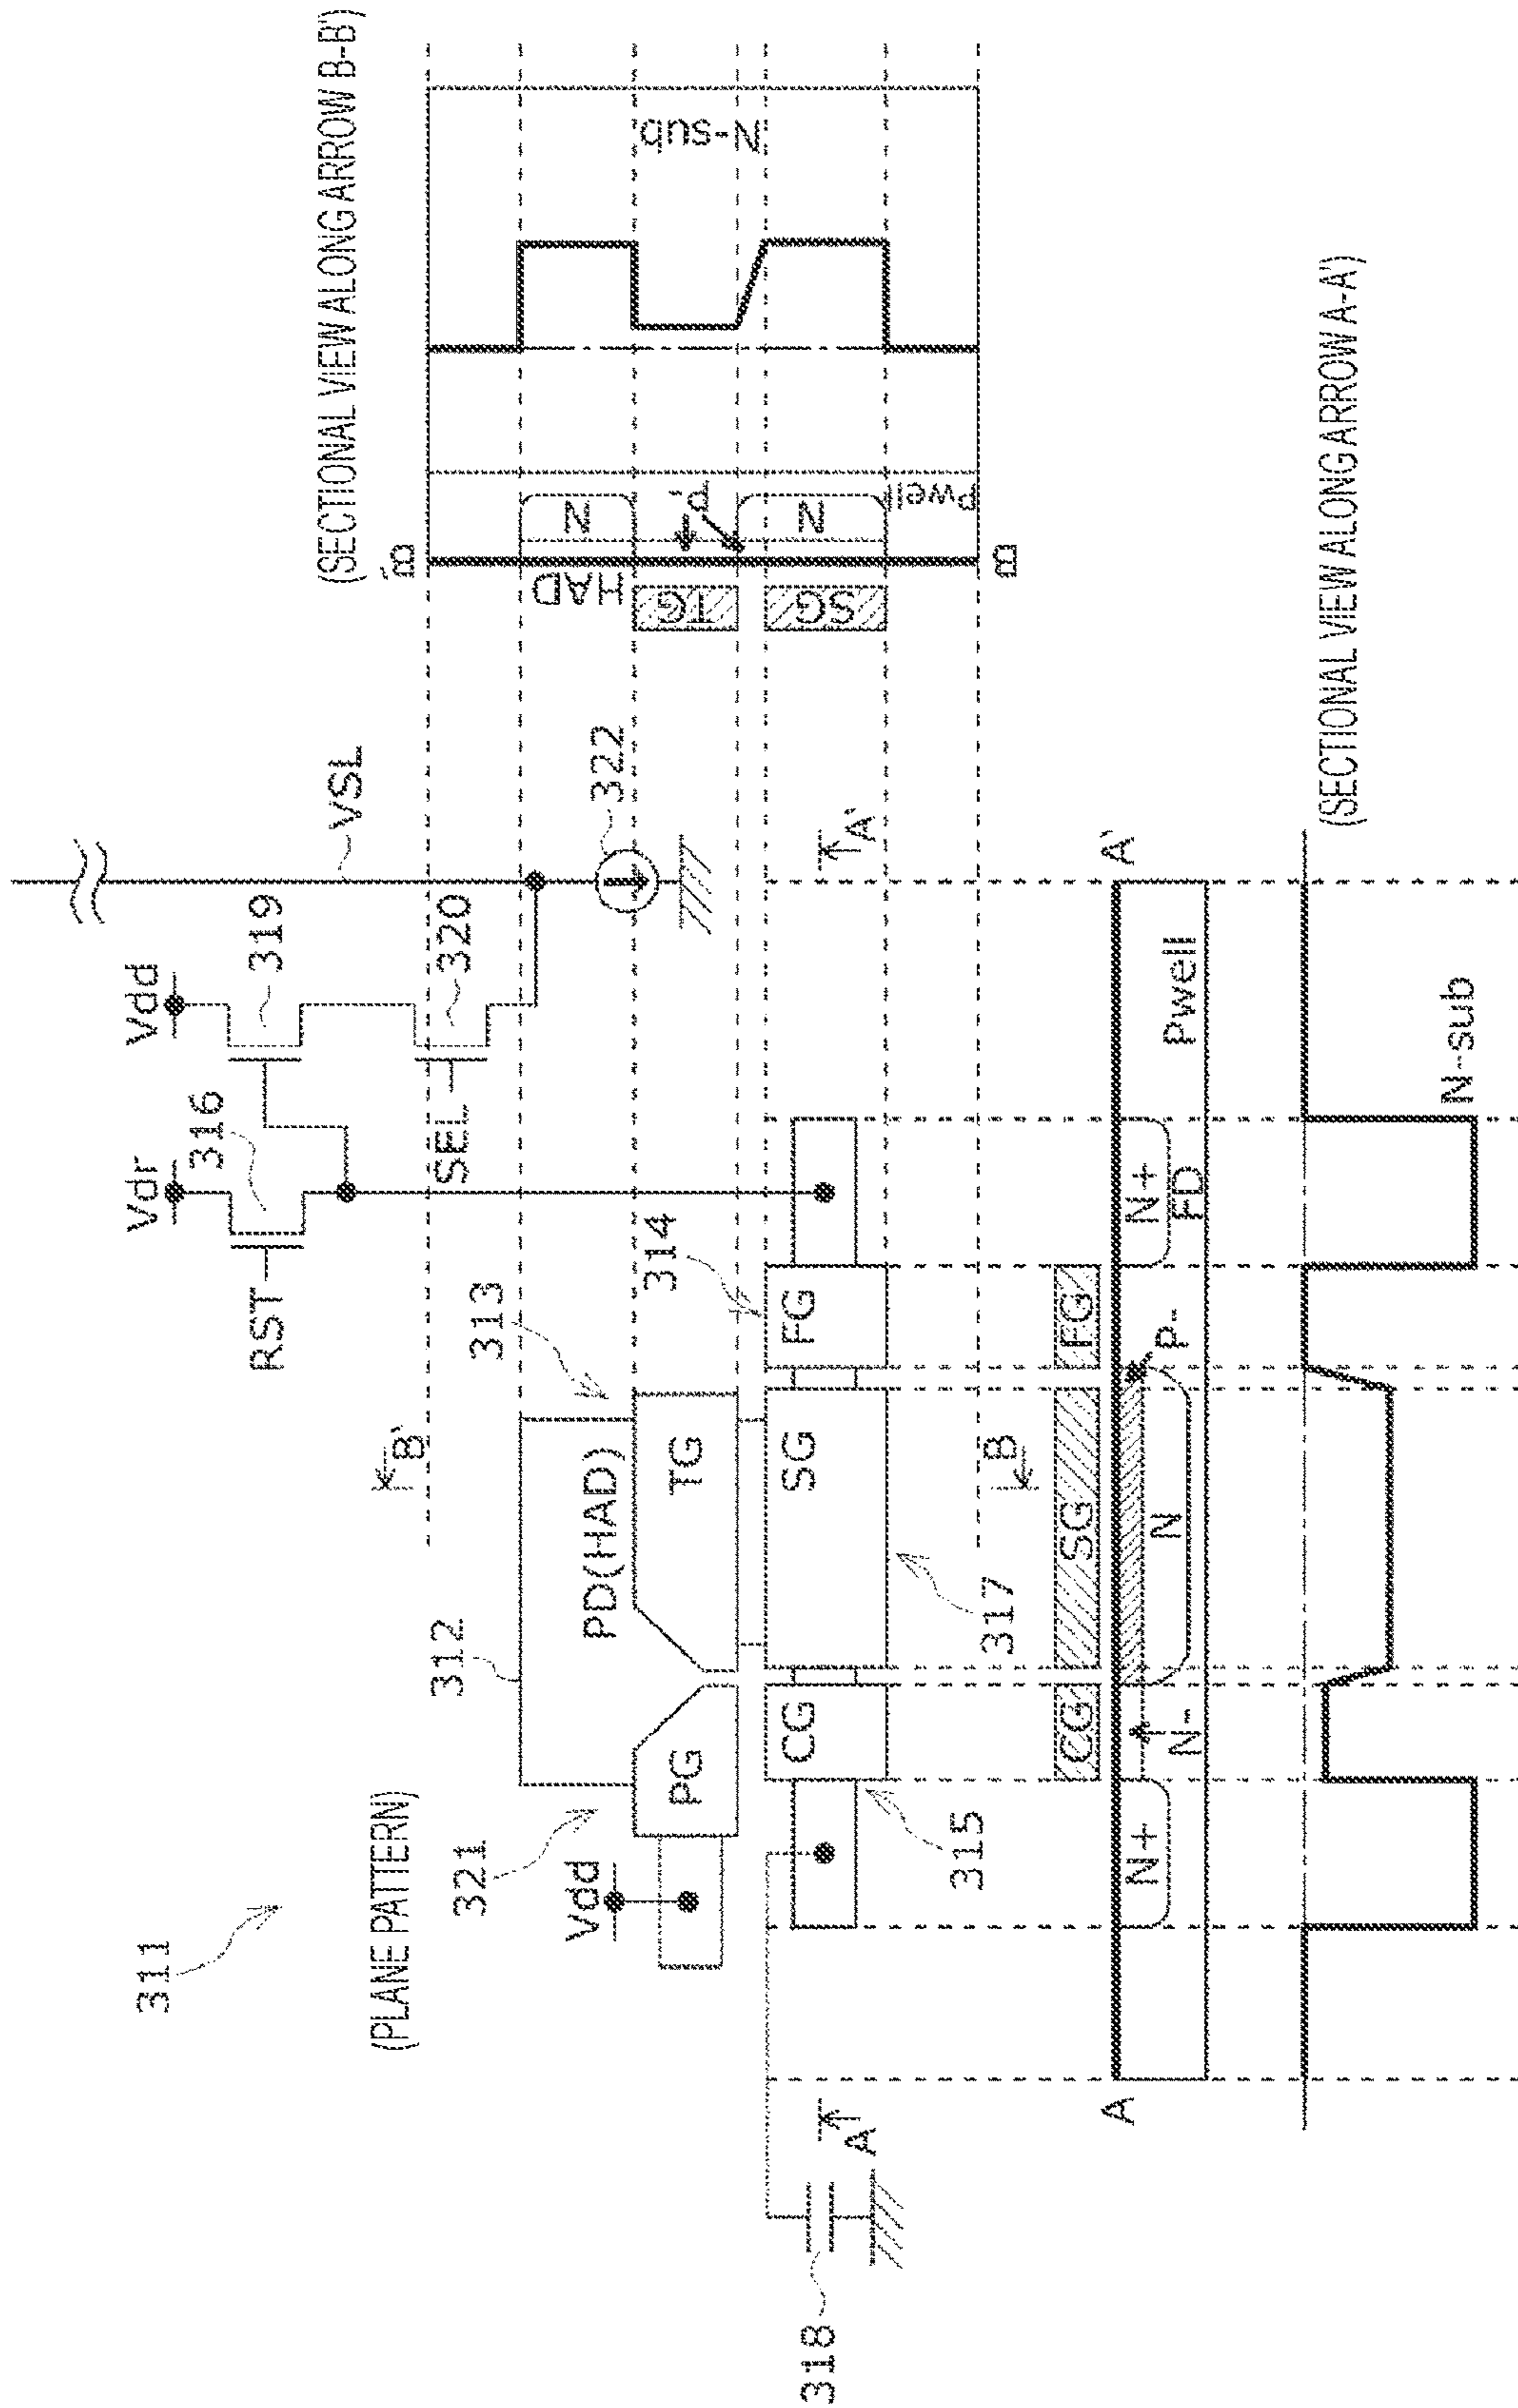 311
(PLANE PATTERN)
Vdr
316
RST
Vdd
319
SEL
320
VSL
322
(SECTIONAL VIEW ALONG ARROW B-B')
321
Vdd
312
PD(HAD)
313
PG
TG
314
CG
SG
FG
315
317
318
B'
B
A
A'
B'
HAD
N
TG
P-
SG
N
Pwell
N-sub
B
CG
SG
FG
A
A'
N+
N-
N
P-
N+
FD
Pwell
N-sub
(SECTIONAL VIEW ALONG ARROW A-A')